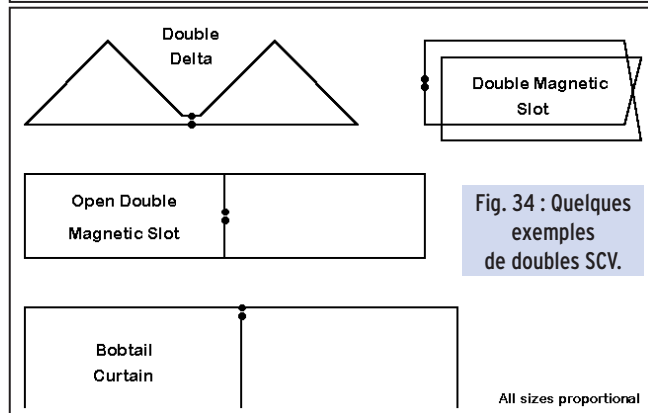 Double
Delta
Double Magnetic
Slot
Open Double
Magnetic Slot
Fig. 34 : Quelques
exemples
de doubles SCV.
Bobtail
Curtain
All sizes proportional